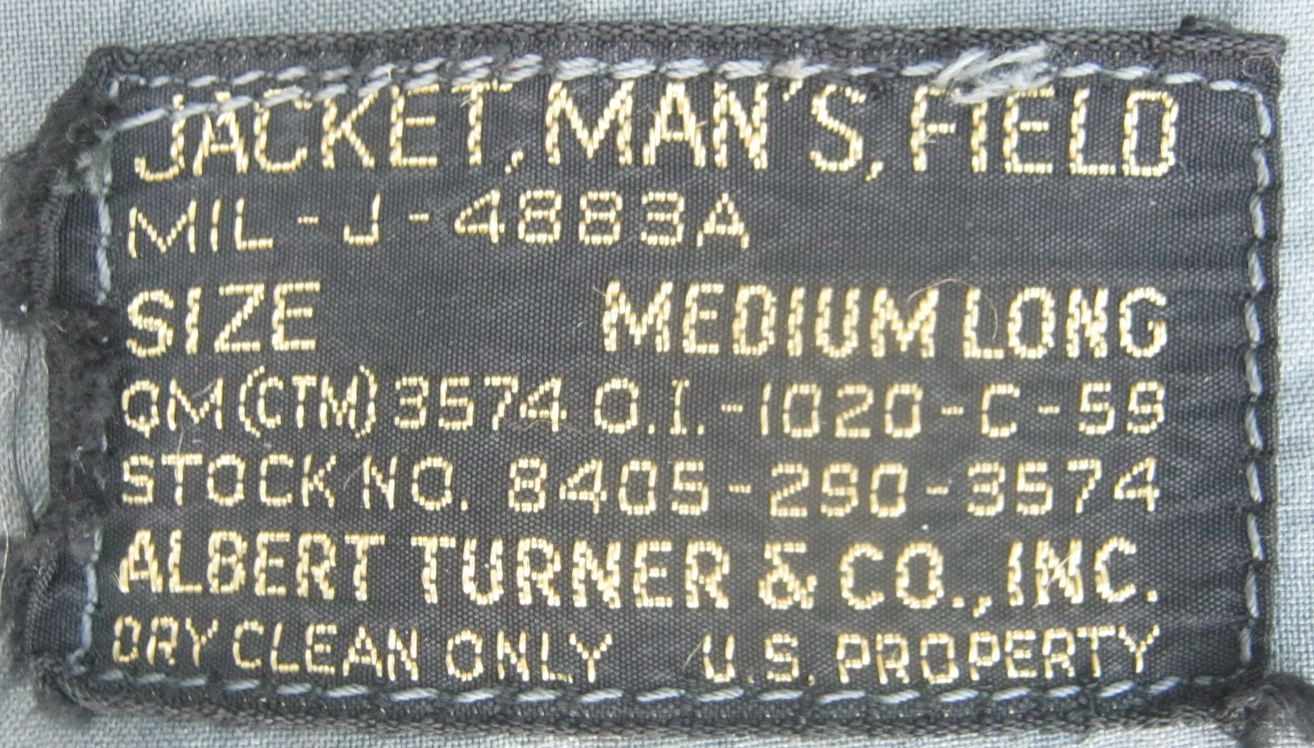 JACKET, MAN'S, FIELD
MIL-J-4883A
SIZE MEDIUM LONG
QM(CTM)3574 O.I.-1020-C-59
STOCK NO. 8405-290-3574
ALBERT TURNER & CO., INC.
DRY CLEAN ONLY U.S. PROPERTY